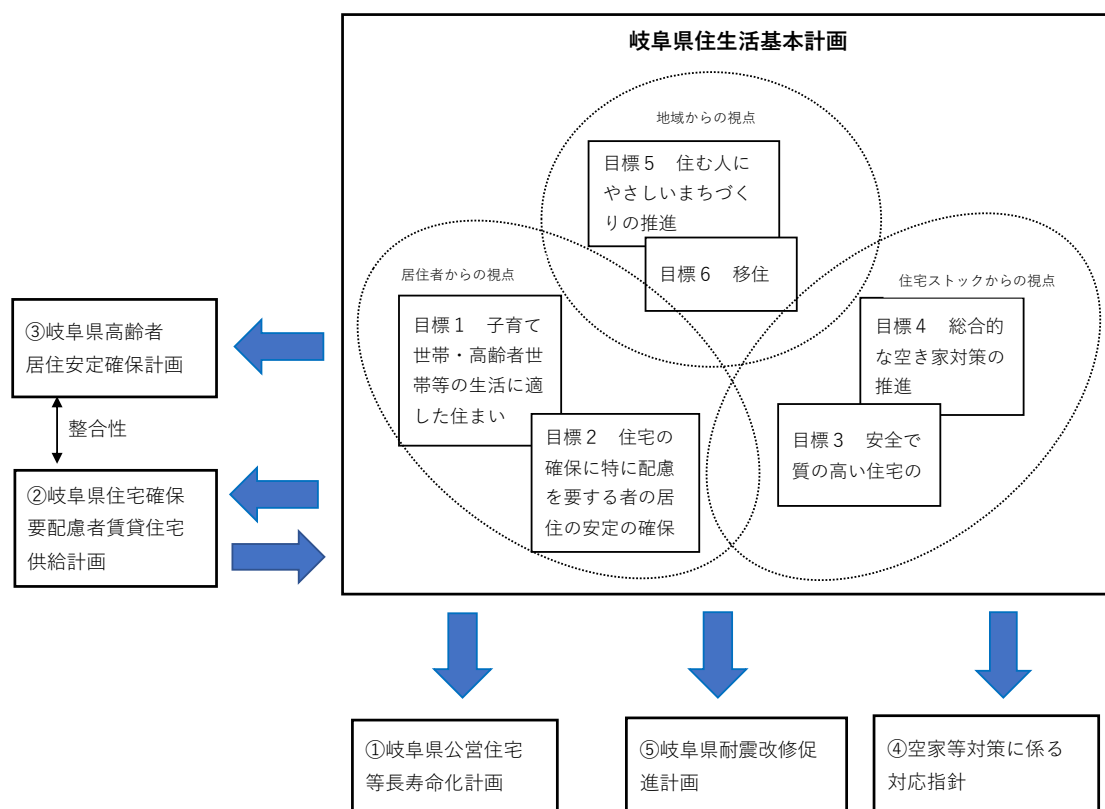 岐阜県住生活基本計画
地域からの視点
目標５　住む人に
やさしいまちづく
りの推進
目標６　移住
居住者からの視点
目標１　子育て
世帯・高齢者世
帯等の生活に適
した住まい
目標２　住宅の
確保に特に配慮
を要する者の居
住の安定の確保
住宅ストックからの視点
目標４　総合的
な空き家対策の
推進
目標３　安全で
質の高い住宅の
③岐阜県高齢者
居住安定確保計画
整合性
②岐阜県住宅確保
要配慮者賃貸住宅
供給計画
①岐阜県公営住宅
等長寿命化計画
⑤岐阜県耐震改修促
進計画
④空家等対策に係る
対応指針